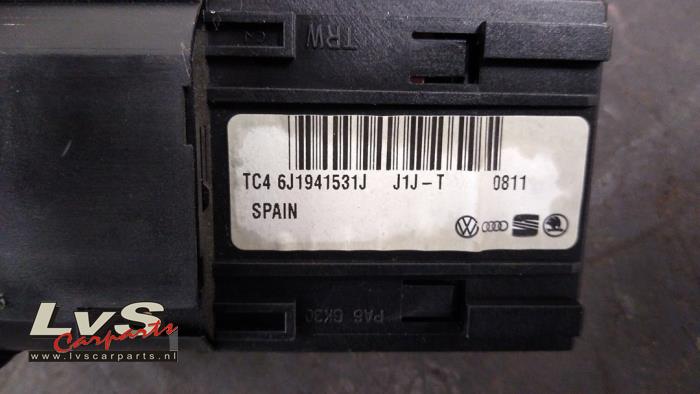 TRW
TC4 6J1941531J J1J-T 0811
SPAIN
PA6 GK30
LvS
Carparts
www.lvscarparts.nl